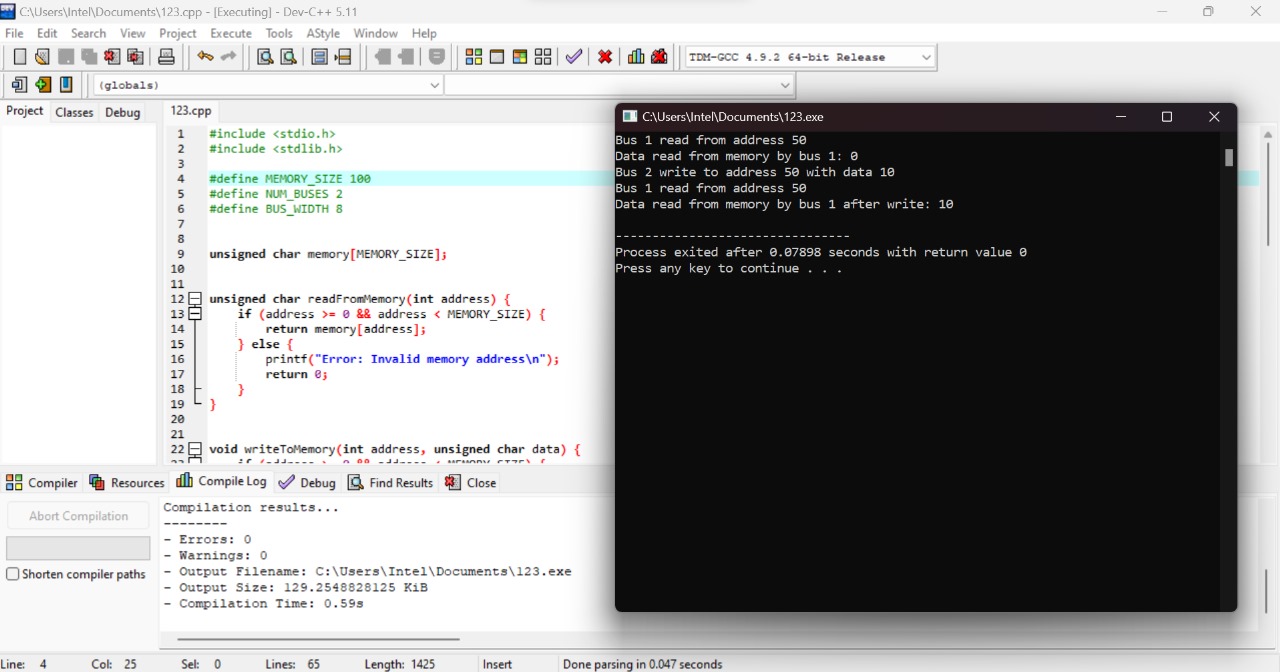 C:\Users\Intel\Documents\123.cpp - [Executing] - Dev-C++ 5.11
File Edit Search View Project Execute Tools AStyle Window Help
TDM-GCC 4.9.2 64-bit Release
(globals)
Project Classes Debug
123.cpp
1 #include <stdio.h>
2 #include <stdlib.h>
3
4 #define MEMORY_SIZE 100
5 #define NUM_BUSES 2
6 #define BUS_WIDTH 8
7
8
9 unsigned char memory[MEMORY_SIZE];
10
11
12 unsigned char readFromMemory(int address) {
13 if (address >= 0 && address < MEMORY_SIZE) {
14 return memory[address];
15 } else {
16 printf("Error: Invalid memory address\n");
17 return 0;
18 }
19 }
20
21
22 void writeToMemory(int address, unsigned char data) {
23 if (address >= 0 && address < MEMORY_SIZE) {
C:\Users\Intel\Documents\123.exe
Bus 1 read from address 50
Data read from memory by bus 1: 0
Bus 2 write to address 50 with data 10
Bus 1 read from address 50
Data read from memory by bus 1 after write: 10
--------------------------------
Process exited after 0.07898 seconds with return value 0
Press any key to continue . . .
Compiler Resources Compile Log Debug Find Results Close
Abort Compilation
Shorten compiler paths
Compilation results...
--------
- Errors: 0
- Warnings: 0
- Output Filename: C:\Users\Intel\Documents\123.exe
- Output Size: 129.2548828125 KiB
- Compilation Time: 0.59s
Line: 4 Col: 25 Sel: 0 Lines: 65 Length: 1425 Insert Done parsing in 0.047 seconds